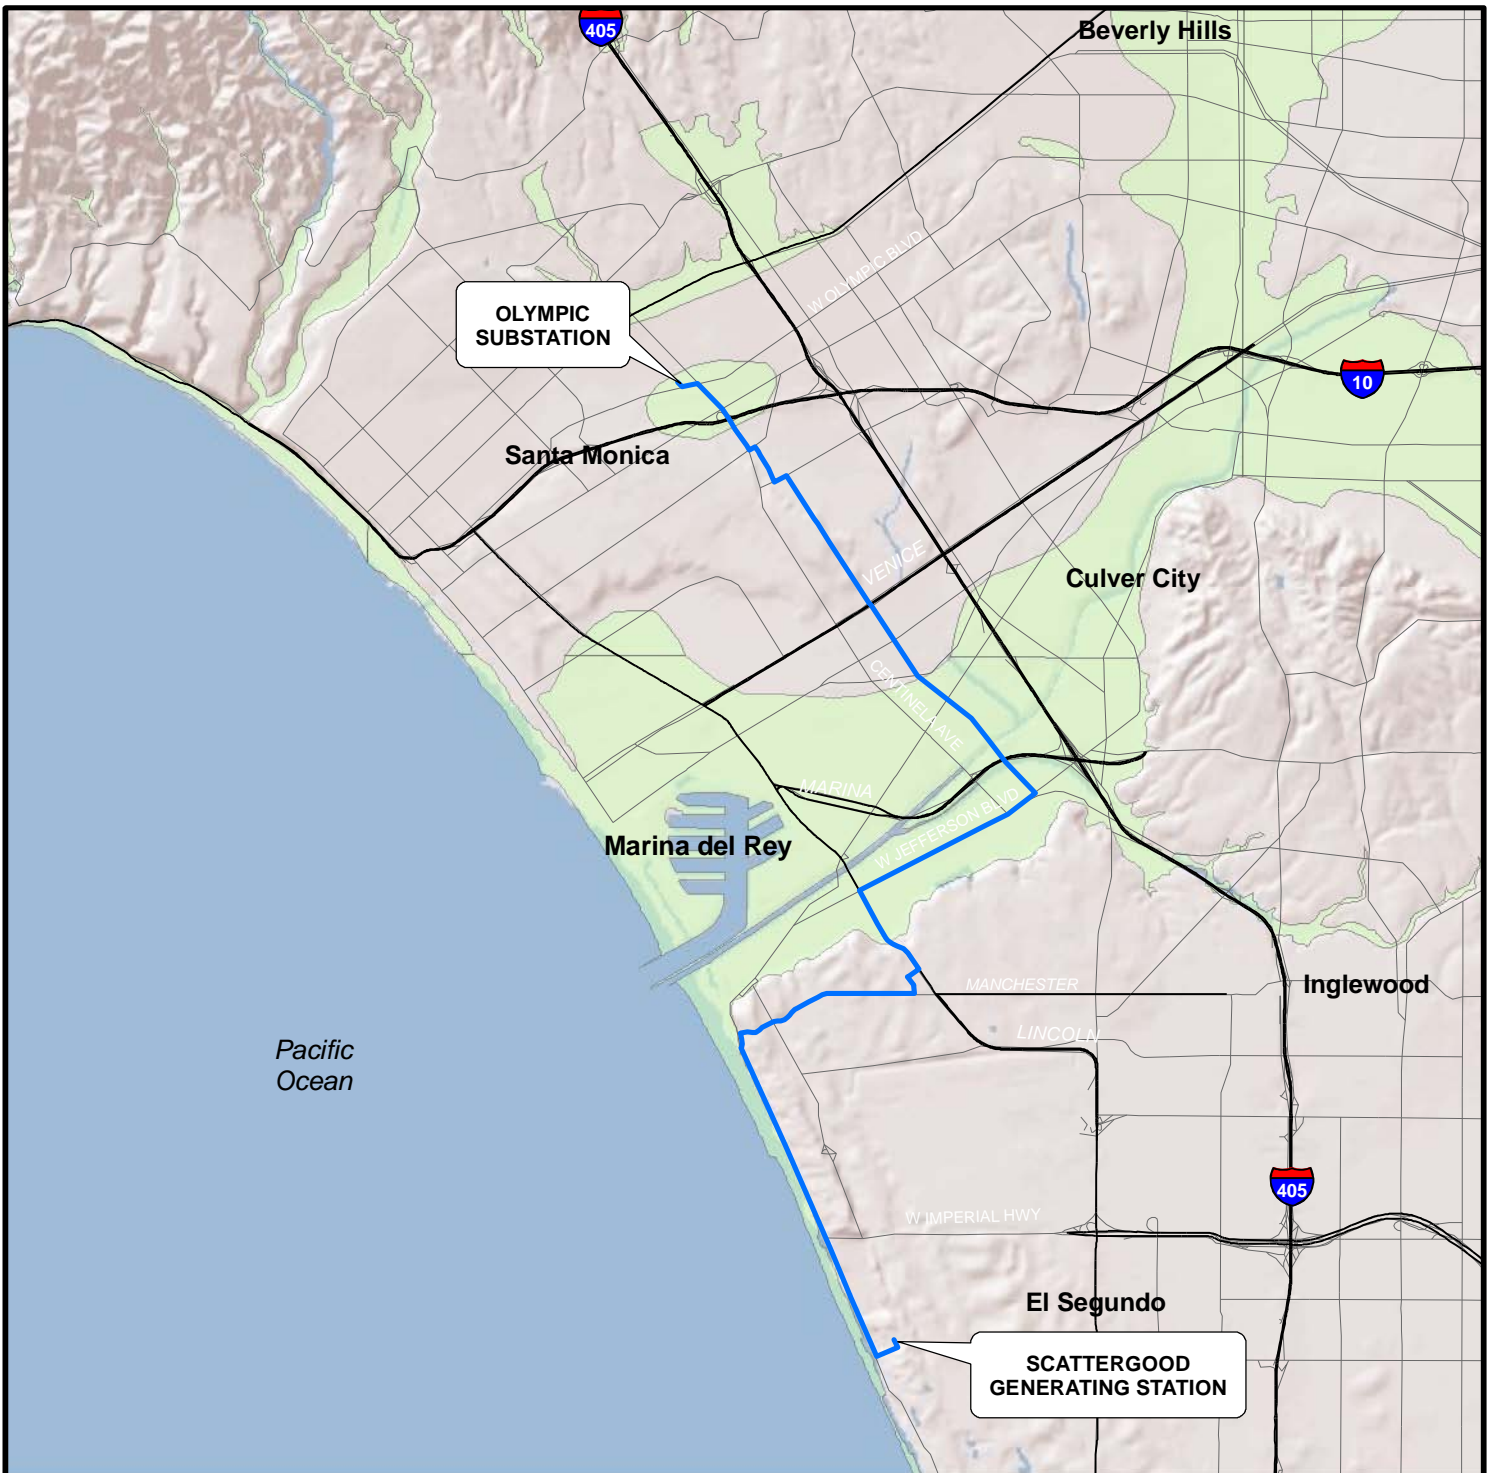 405
Beverly Hills
W OLYMPIC BLVD
OLYMPIC
SUBSTATION
10
Santa Monica
VENICE
Culver City
CENTINELA AVE
MARINA
W JEFFERSON BLVD
Marina del Rey
MANCHESTER
Inglewood
LINCOLN
Pacific
Ocean
405
W IMPERIAL HWY
El Segundo
SCATTERGOOD
GENERATING STATION